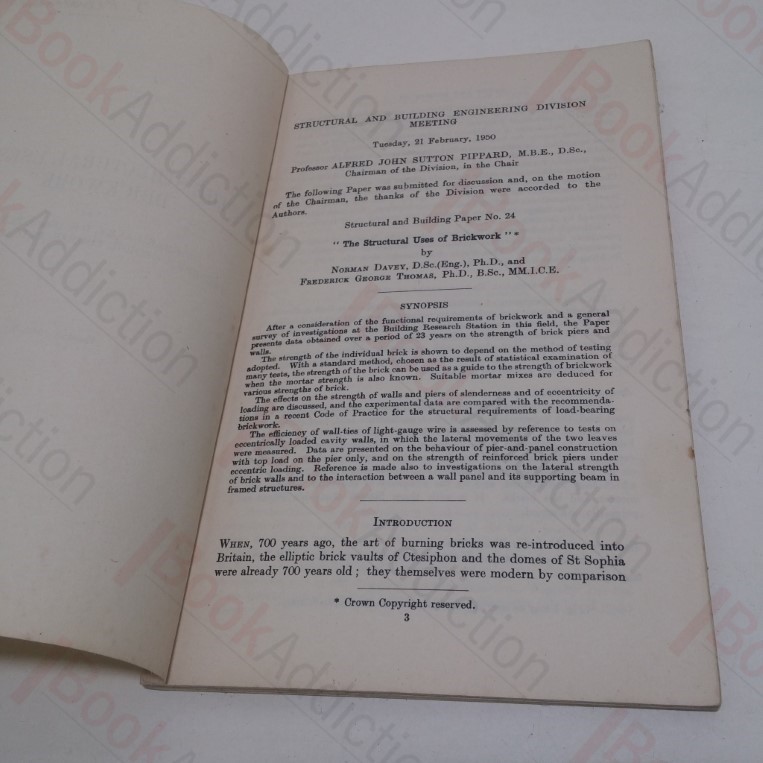 STRUCTURAL AND BUILDING ENGINEERING DIVISION
MEETING
Tuesday, 21 February, 1950
Professor ALFRED JOHN SUTTON PIPPARD, M.B.E., D.Sc.,
Chairman of the Division, in the Chair
The following Paper was submitted for discussion and, on the motion
of the Chairman, the thanks of the Division were accorded to the
Authors.
Structural and Building Paper No. 24
" The Structural Uses of Brickwork " *
by
NORMAN DAVEY, D.Sc.(Eng.), Ph.D., and
FREDERICK GEORGE THOMAS, Ph.D., B.Sc., MM.I.C.E.
SYNOPSIS
After a consideration of the functional requirements of brickwork and a general
survey of investigations at the Building Research Station in this field, the Paper
presents data obtained over a period of 23 years on the strength of brick piers and
walls.
The strength of the individual brick is shown to depend on the method of testing
adopted. With a standard method, chosen as the result of statistical examination of
many tests, the strength of the brick can be used as a guide to the strength of brickwork
when the mortar strength is also known. Suitable mortar mixes are deduced for
various strengths of brick.
The effects on the strength of walls and piers of slenderness and of eccentricity of
loading are discussed, and the experimental data are compared with the recommenda-
tions in a recent Code of Practice for the structural requirements of load-bearing
brickwork.
The efficiency of wall-ties of light-gauge wire is assessed by reference to tests on
eccentrically loaded cavity walls, in which the lateral movements of the two leaves
were measured. Data are presented on the behaviour of pier-and-panel construction
with top load on the pier only, and on the strength of reinforced brick piers under
eccentric loading. Reference is made also to investigations on the lateral strength
of brick walls and to the interaction between a wall panel and its supporting beam in
framed structures.
INTRODUCTION
WHEN, 700 years ago, the art of burning bricks was re-introduced into
Britain, the elliptic brick vaults of Ctesiphon and the domes of St Sophia
were already 700 years old ; they themselves were modern by comparison
* Crown Copyright reserved.
3
BookAddiction
BookAddiction
BookAddiction
BookAddiction
BookAddiction